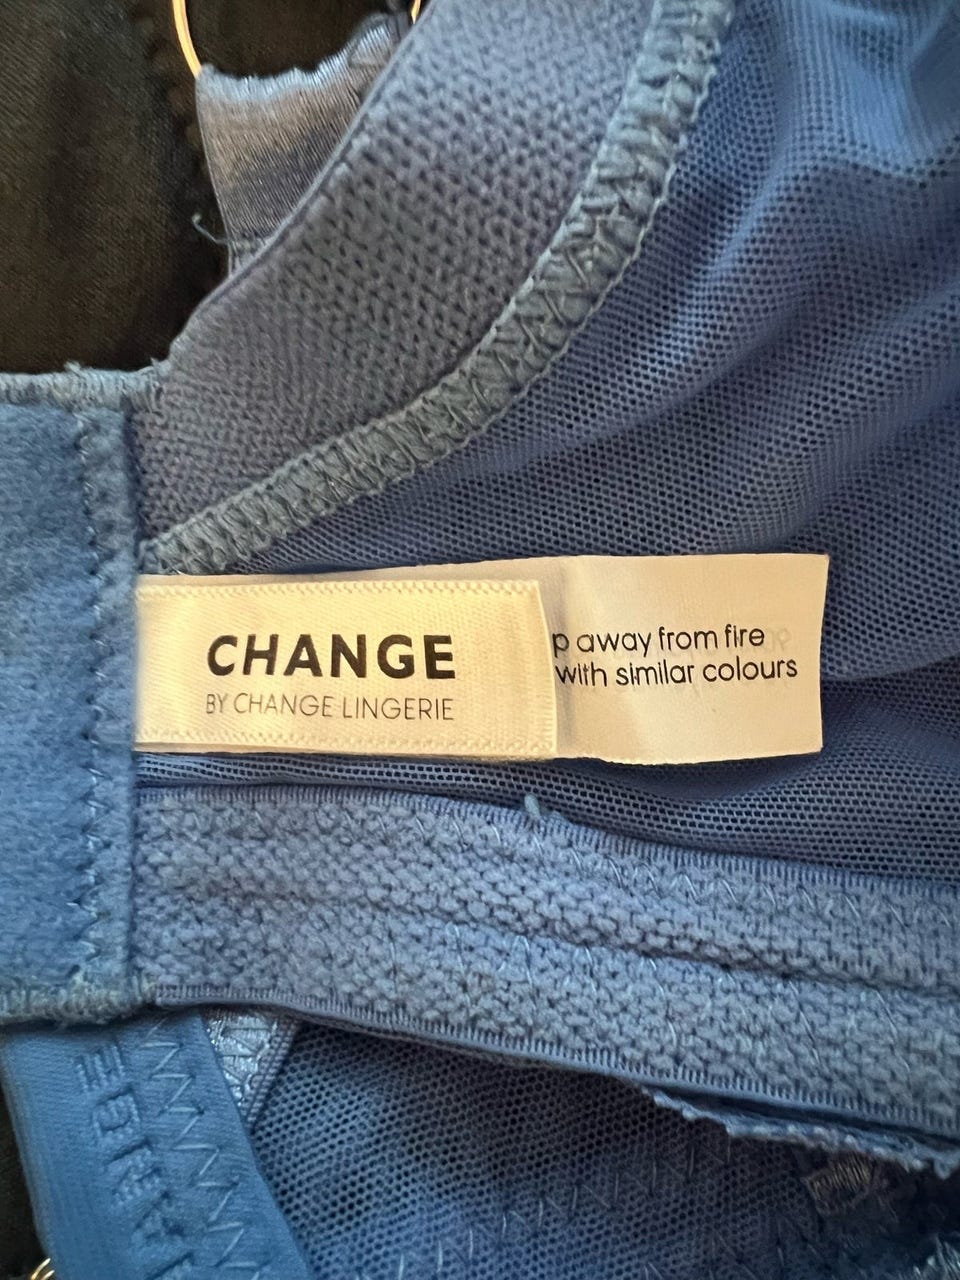 CHANGE
BY CHANGE LINGERIE
p away from fire
with similar colours